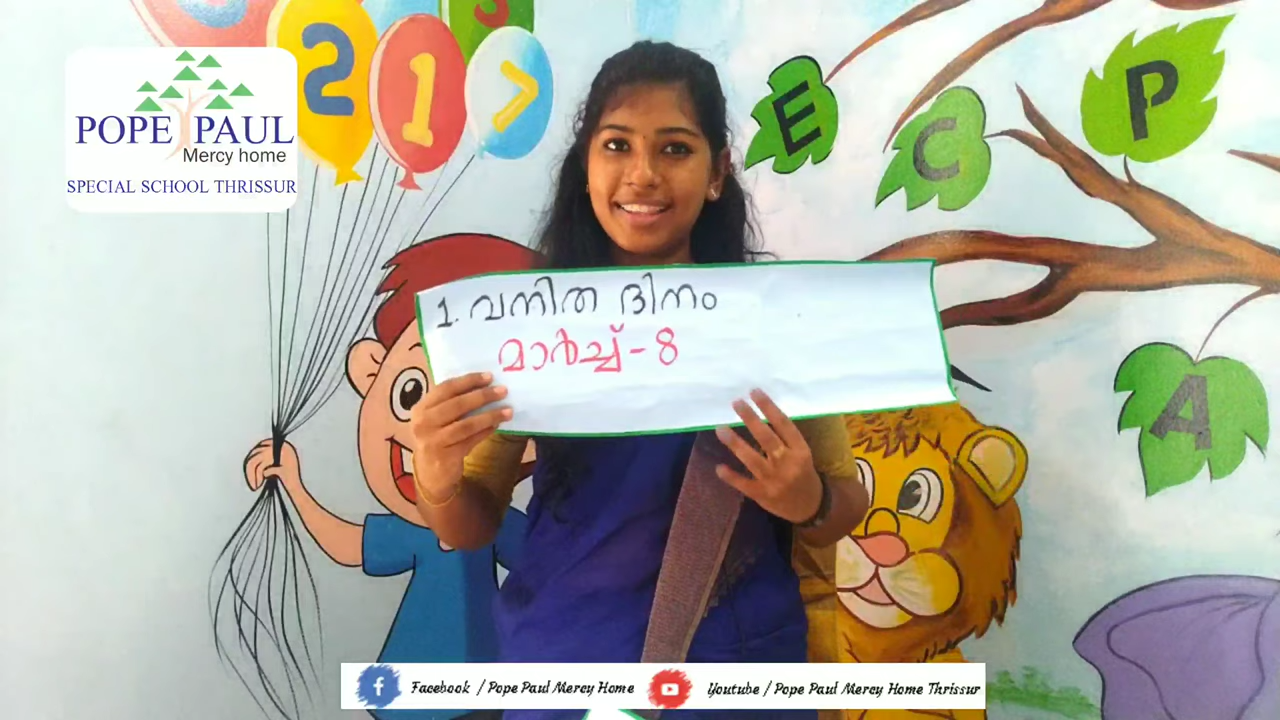 3
2 1 >
POPE PAUL
Mercy home
SPECIAL SCHOOL THRISSUR
E C P
A
1. വനിത ദിനം
മാർച്ച് - 8
Facebook / Pope Paul Mercy Home
Youtube / Pope Paul Mercy Home Thrissur